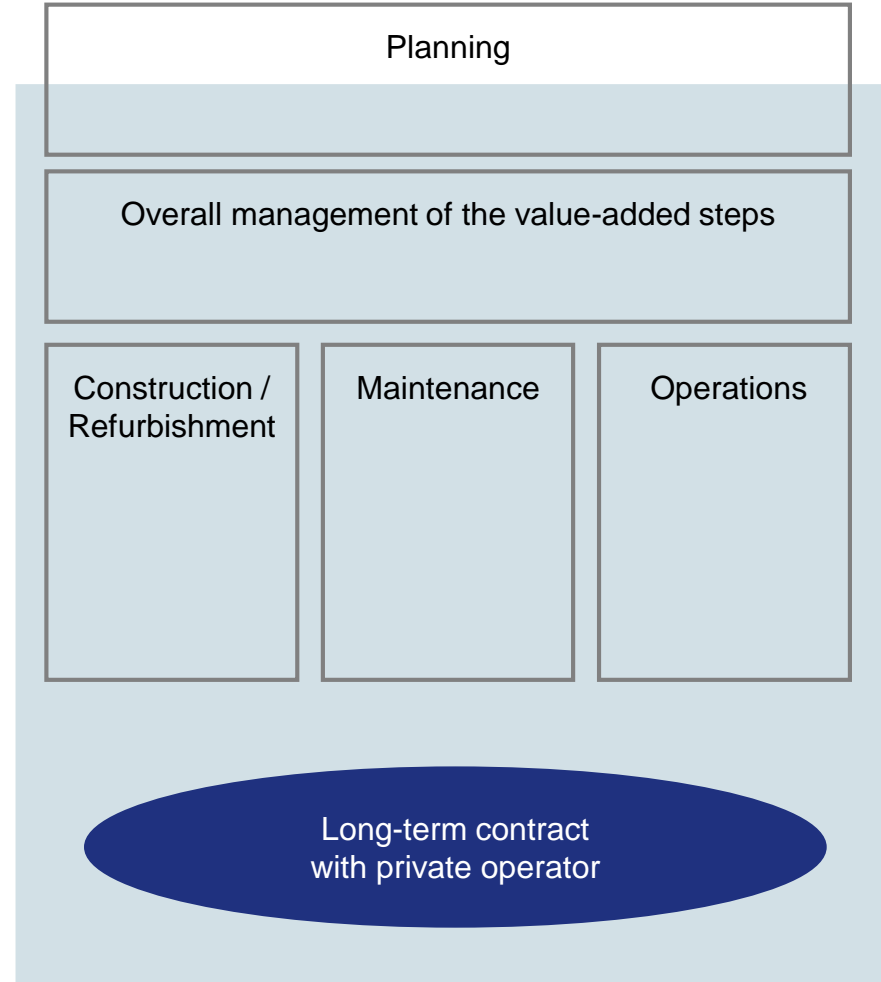 Planning
Overall management of the value-added steps
Construction /
Refurbishment
Maintenance
Operations
Long-term contract
with private operator